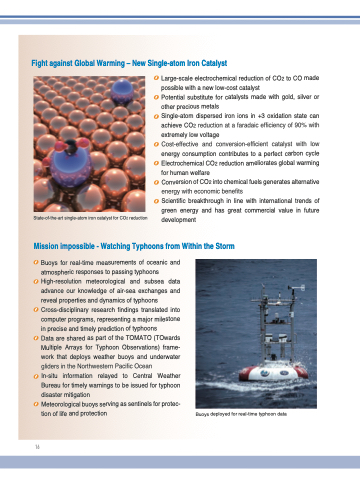 Fight against Global Warming – New Single-atom Iron Catalyst
Large-scale electrochemical reduction of CO2 to CO made
possible with a new low-cost catalyst
Potential substitute for catalysts made with gold, silver or
other precious metals
Single-atom dispersed iron ions in +3 oxidation state can
achieve CO2 reduction at a faradaic efficiency of 90% with
extremely low voltage
Cost-effective and conversion-efficient catalyst with low
energy consumption contributes to a perfect carbon cycle
Electrochemical CO2 reduction ameliorates global warming
for human welfare
Conversion of CO2 into chemical fuels generates alternative
energy with economic benefits
Scientific breakthrough in line with international trends of
green energy and has great commercial value in future
development
State-of-the-art single-atom iron catalyst for CO2 reduction
Mission impossible - Watching Typhoons from Within the Storm
Buoys for real-time measurements of oceanic and
atmospheric responses to passing typhoons
High-resolution meteorological and subsea data
advance our knowledge of air-sea exchanges and
reveal properties and dynamics of typhoons
Cross-disciplinary research findings translated into
computer programs, representing a major milestone
in precise and timely prediction of typhoons
Data are shared as part of the TOMATO (TOwards
Multiple Arrays for Typhoon Observations) frame-
work that deploys weather buoys and underwater
gliders in the Northwestern Pacific Ocean
In-situ information relayed to Central Weather
Bureau for timely warnings to be issued for typhoon
disaster mitigation
Meteorological buoys serving as sentinels for protec-
tion of life and protection
Buoys deployed for real-time typhoon data
14